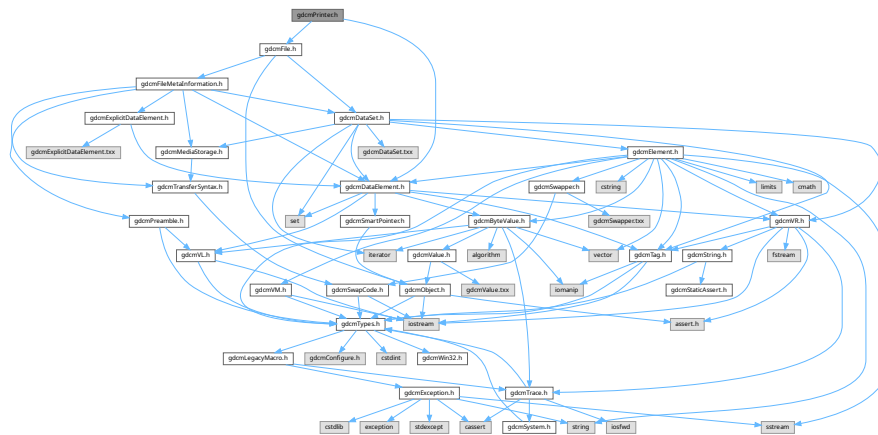 gdcmPrinter.h
gdcmFile.h
gdcmFileMetaInformation.h
gdcmExplicitDataElement.h
gdcmDataSet.h
gdcmExplicitDataElement.txx
gdcmMediaStorage.h
gdcmDataSet.txx
gdcmElement.h
gdcmTransferSyntax.h
gdcmDataElement.h
gdcmSwapper.h
cstring
limits
cmath
gdcmPreamble.h
set
gdcmSmartPointer.h
gdcmByteValue.h
gdcmSwapper.txx
gdcmVR.h
gdcmVL.h
iterator
gdcmValue.h
algorithm
vector
gdcmTag.h
gdcmString.h
fstream
gdcmVM.h
gdcmSwapCode.h
gdcmObject.h
gdcmValue.txx
iomanip
gdcmStaticAssert.h
gdcmTypes.h
iostream
assert.h
gdcmLegacyMacro.h
gdcmConfigure.h
cstdint
gdcmWin32.h
gdcmException.h
gdcmTrace.h
cstdlib
exception
stdexcept
cassert
gdcmSystem.h
string
iosfwd
sstream